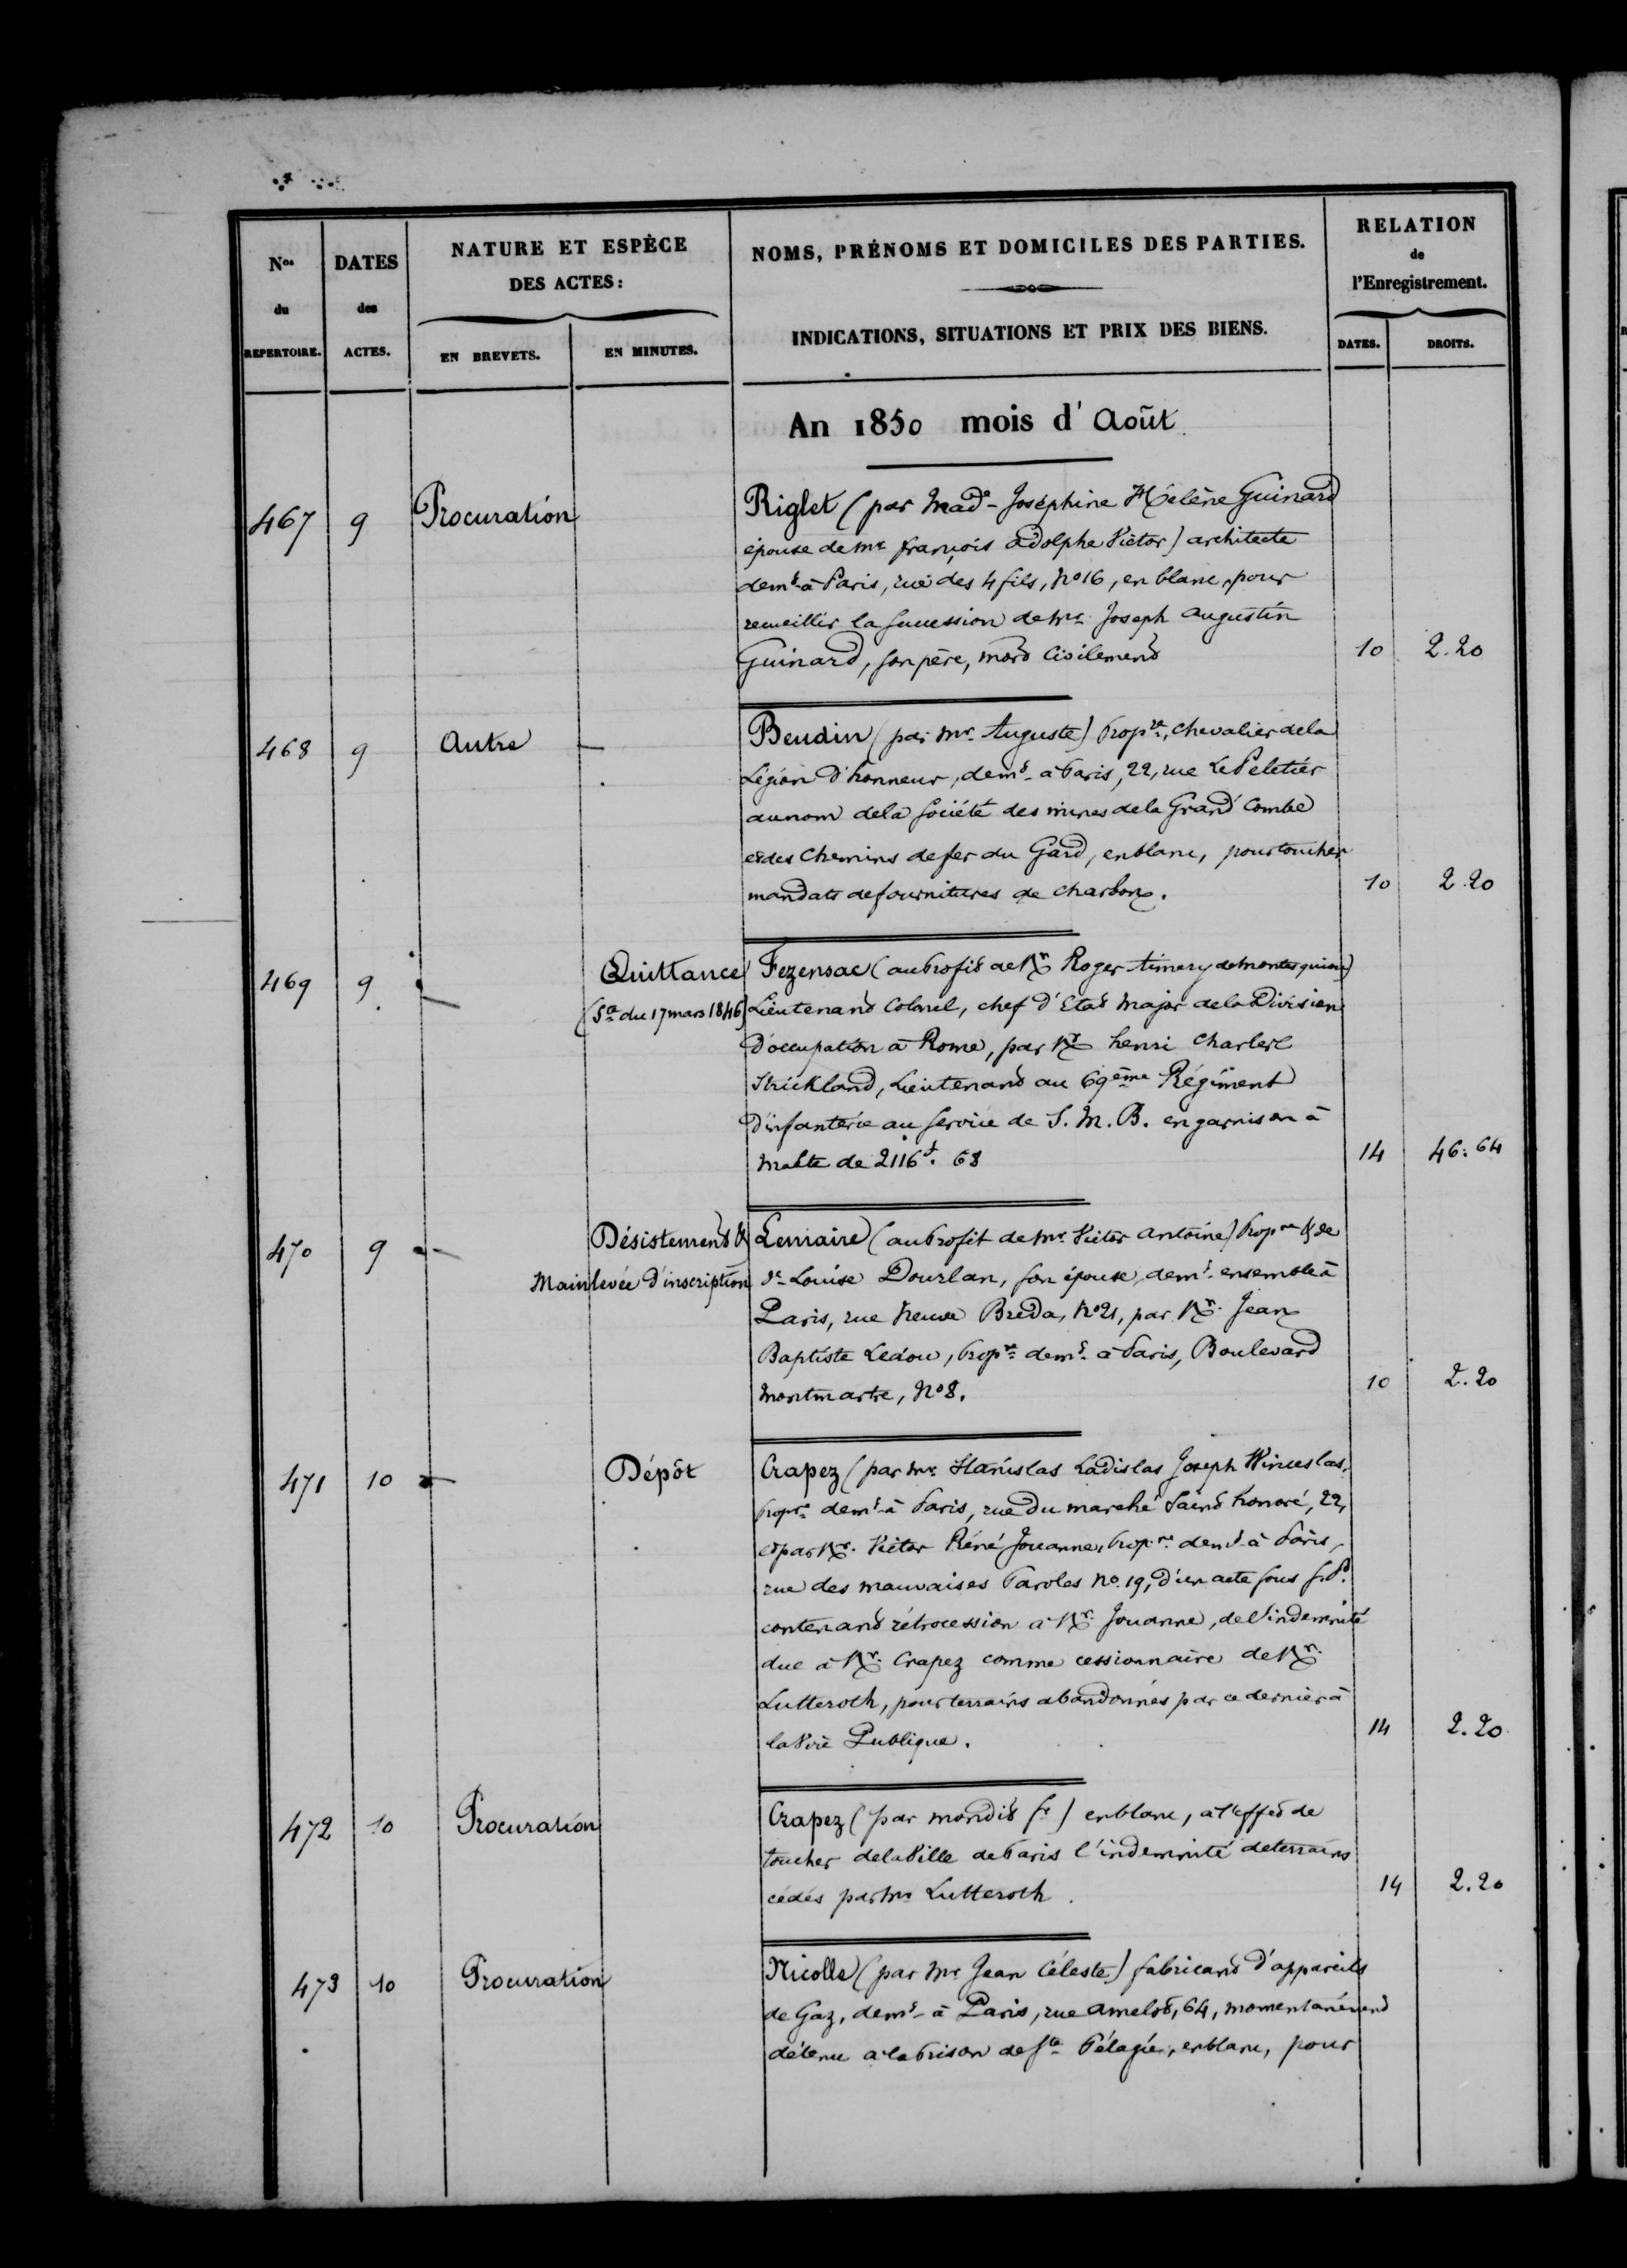 Nos du REPERTOIRE.
DATES des ACTES.
NATURE ET ESPÈCE
DES ACTES:
EN BREVETS.
EN MINUTES.
NOMS, PRÉNOMS ET DOMICILES DES PARTIES.
INDICATIONS, SITUATIONS ET PRIX DES BIENS.
RELATION
de
l'Enregistrement.
DATES.
DROITS.
An 1850 mois d'Août
467 9 Procuration
Riglet (par Made Joséphine Hélène Guinard
épouse de Mr françois adolphe Victor) architecte
demt à Paris, rue des 4 fils, No 16, en blanc, pour
recueillir la succession de Mr Joseph augustin
Guinard, son père, mort civilement 10 2.20
468 9 Autre —
Beudin (par Mr Auguste) Propre, chevalier de la
Légion d'honneur, demt à Paris, 22, rue Le Peletier
au nom de la Société des mines de la Grand'Combe
et des Chemins de fer du Gard, en blanc, pour toucher
mandats de fournitures de charbon. 10 2.20
469 9 — Quittance
(Ste du 17 mars 1846)
Fezensac (au profit de Mr Roger Aimery de Montesquiou)
Lieutenant Colonel, chef d'Etat Major de la Division
d'occupation à Rome, par Mr henri Charles
Strickland, Lieutenant au 69ème Régiment
d'infanterie au service de S. M. B. en garnison à
Malte de 2116f. 68 14 46.64
470 9 — Désistement &
Mainlevée d'inscription
Lemaire (au profit de Mr Victor Antoine) Propre & de
De Louise Dourlan, son épouse, demt ensemble à
Paris, rue Neuve Breda, No 21, par Mr Jean
Baptiste Ledou, Propre demt à Paris, Boulevard
Montmartre, No 8. 10 2.20
471 10 — Dépôt
Crapez (par Mr Stanislas Ladislas Joseph Winceslas,
Propre demt à Paris, rue du marché Saint honoré, 22,
et par Mr Victor Réné Jouanne, Propre demt à Paris,
rue des mauvaises Paroles No 19, d'un acte sous s.Pd.
contenant rétrocession à Mr Jouanne, de l'indemnité
due à Mr Crapez comme cessionnaire de Mr
Lutteroth, pour terrains abandonnés par ce dernier à
la Voie Publique. 14 2.20
472 10 Procuration
Crapez (par mondit Sr) en blanc, à l'effet de
toucher de la Ville de Paris l'indemnité de terrains
cédés par Mr Lutteroth. 14 2.20
473 10 Procuration
Nicolle (par Mr Jean Céleste) fabricant d'appareils
de Gaz, demt à Paris, rue Amelot, 64, momentanément
détenu à la Prison de Ste Pélagie, en blanc, pour